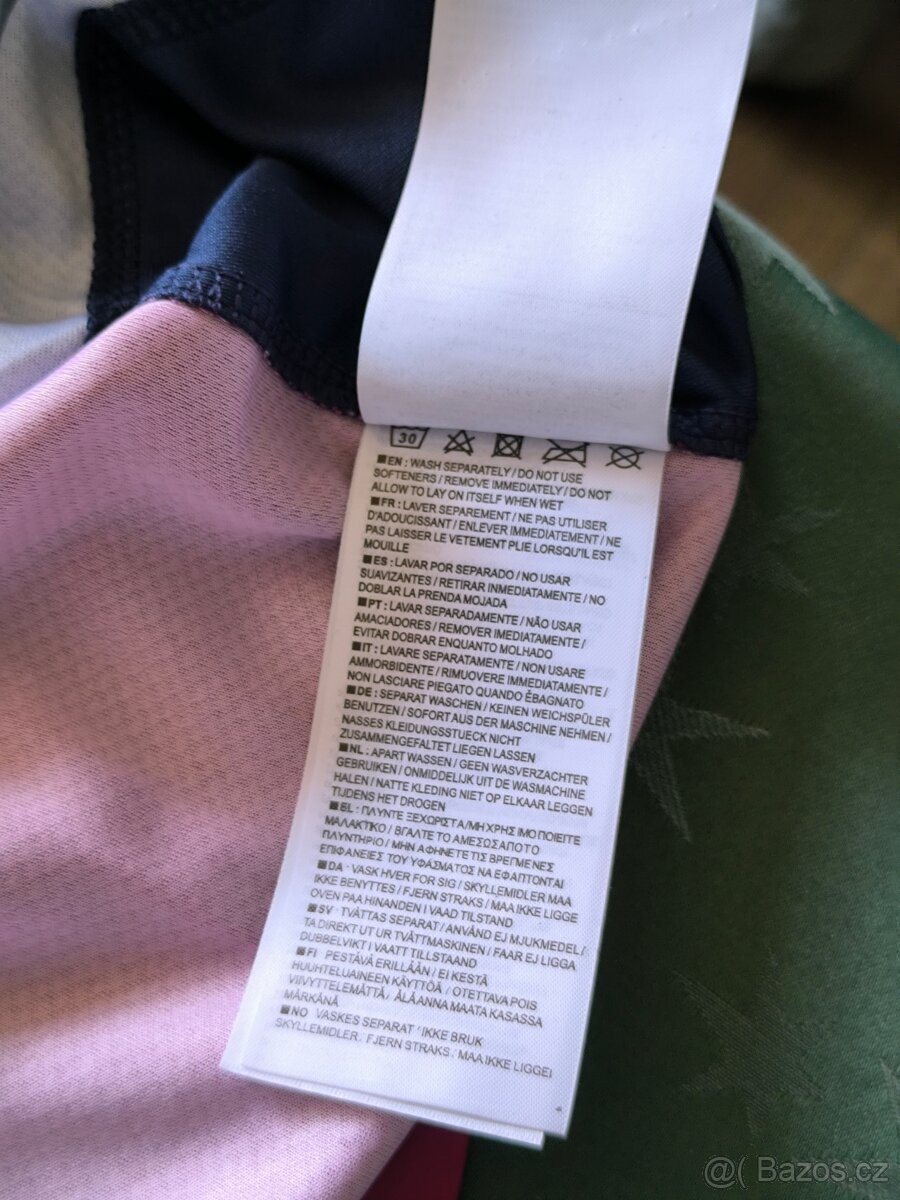 30
■EN : WASH SEPARATELY / DO NOT USE
SOFTENERS / REMOVE IMMEDIATELY / DO NOT
ALLOW TO LAY ON ITSELF WHEN WET
■FR : LAVER SEPAREMENT / NE PAS UTILISER
D'ADOUCISSANT / ENLEVER IMMEDIATEMENT / NE
PAS LAISSER LE VETEMENT PLIE LORSQU'IL EST
MOUILLE
■ES : LAVAR POR SEPARADO / NO USAR
SUAVIZANTES / RETIRAR INMEDIATAMENTE / NO
DOBLAR LA PRENDA MOJADA
■PT : LAVAR SEPARADAMENTE / NÃO USAR
AMACIADORES / REMOVER IMEDIATAMENTE /
EVITAR DOBRAR ENQUANTO MOLHADO
■IT : LAVARE SEPARATAMENTE / NON USARE
AMMORBIDENTE / RIMUOVERE IMMEDIATAMENTE /
NON LASCIARE PIEGATO QUANDO ÈBAGNATO
■DE : SEPARAT WASCHEN / KEINEN WEICHSPÜLER
BENUTZEN / SOFORT AUS DER MASCHINE NEHMEN /
NASSES KLEIDUNGSSTUECK NICHT
ZUSAMMENGEFALTET LIEGEN LASSEN
■NL : APART WASSEN / GEEN WASVERZACHTER
GEBRUIKEN / ONMIDDELIJK UIT DE WASMACHINE
HALEN / NATTE KLEDING NIET OP ELKAAR LEGGEN
TIJDENS HET DROGEN
■EL : ΠΛΥΝΤΕ ΞΕΧΩΡΙΣΤΑ / ΜΗ ΧΡΗΣΙΜΟΠΟΙΕΙΤΕ
ΜΑΛΑΚΤΙΚΟ / ΒΓΑΛΤΕ ΤΟ ΑΜΕΣΩΣ ΑΠΟ ΤΟ
ΠΛΥΝΤΗΡΙΟ / ΜΗΝ ΑΦΗΝΕΤΕ ΤΙΣ ΒΡΕΓΜΕΝΕΣ
ΕΠΙΦΑΝΕΙΕΣ ΤΟΥ ΥΦΑΣΜΑΤΟΣ ΝΑ ΕΦΑΠΤΟΝΤΑΙ
■DA : VASK HVER FOR SIG / SKYLLEMIDLER MAA
IKKE BENYTTES / FJERN STRAKS / MAA IKKE LIGGE
OVEN PAA HINANDEN I VAAD TILSTAND
■SV : TVÄTTAS SEPARAT / ANVÄND EJ MJUKMEDEL /
TA DIREKT UT UR TVÄTTMASKINEN / FAAR EJ LIGGA
DUBBELVIKT I VAATT TILLSTAAND
■FI : PESTÄVÄ ERILLÄÄN / EI KESTÄ
HUUHTELUAINEEN KÄYTTÖÄ / OTETTAVA POIS
VIIVYTTELEMÄTTÄ / ÄLÄ ANNA MAATA KASASSA
MÄRKÄNÄ
■NO : VASKES SEPARAT / IKKE BRUK
SKYLLEMIDLER / FJERN STRAKS / MAA IKKE LIGGE I
@( Bazos.cz